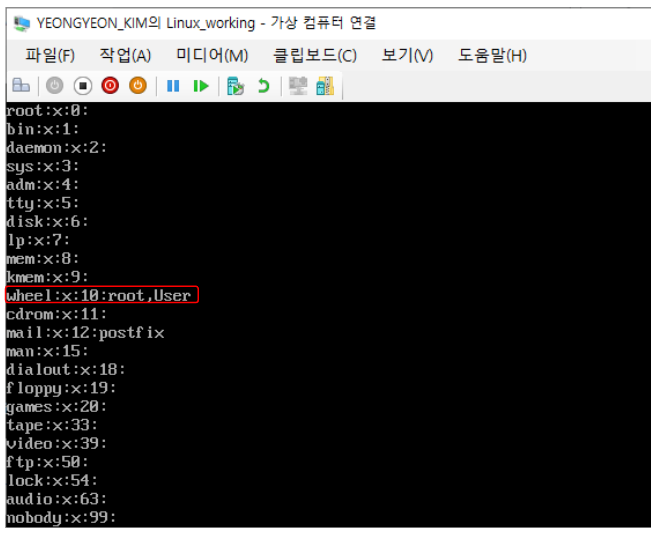 YEONGYEON_KIM의 Linux_working - 가상 컴퓨터 연결
파일(F) 작업(A) 미디어(M) 클립보드(C) 보기(V) 도움말(H)
root:x:0:
bin:x:1:
daemon:x:2:
sys:x:3:
adm:x:4:
tty:x:5:
disk:x:6:
lp:x:7:
mem:x:8:
kmem:x:9:
wheel:x:10:root,User
cdrom:x:11:
mail:x:12:postfix
man:x:15:
dialout:x:18:
floppy:x:19:
games:x:20:
tape:x:33:
video:x:39:
ftp:x:50:
lock:x:54:
audio:x:63:
nobody:x:99: